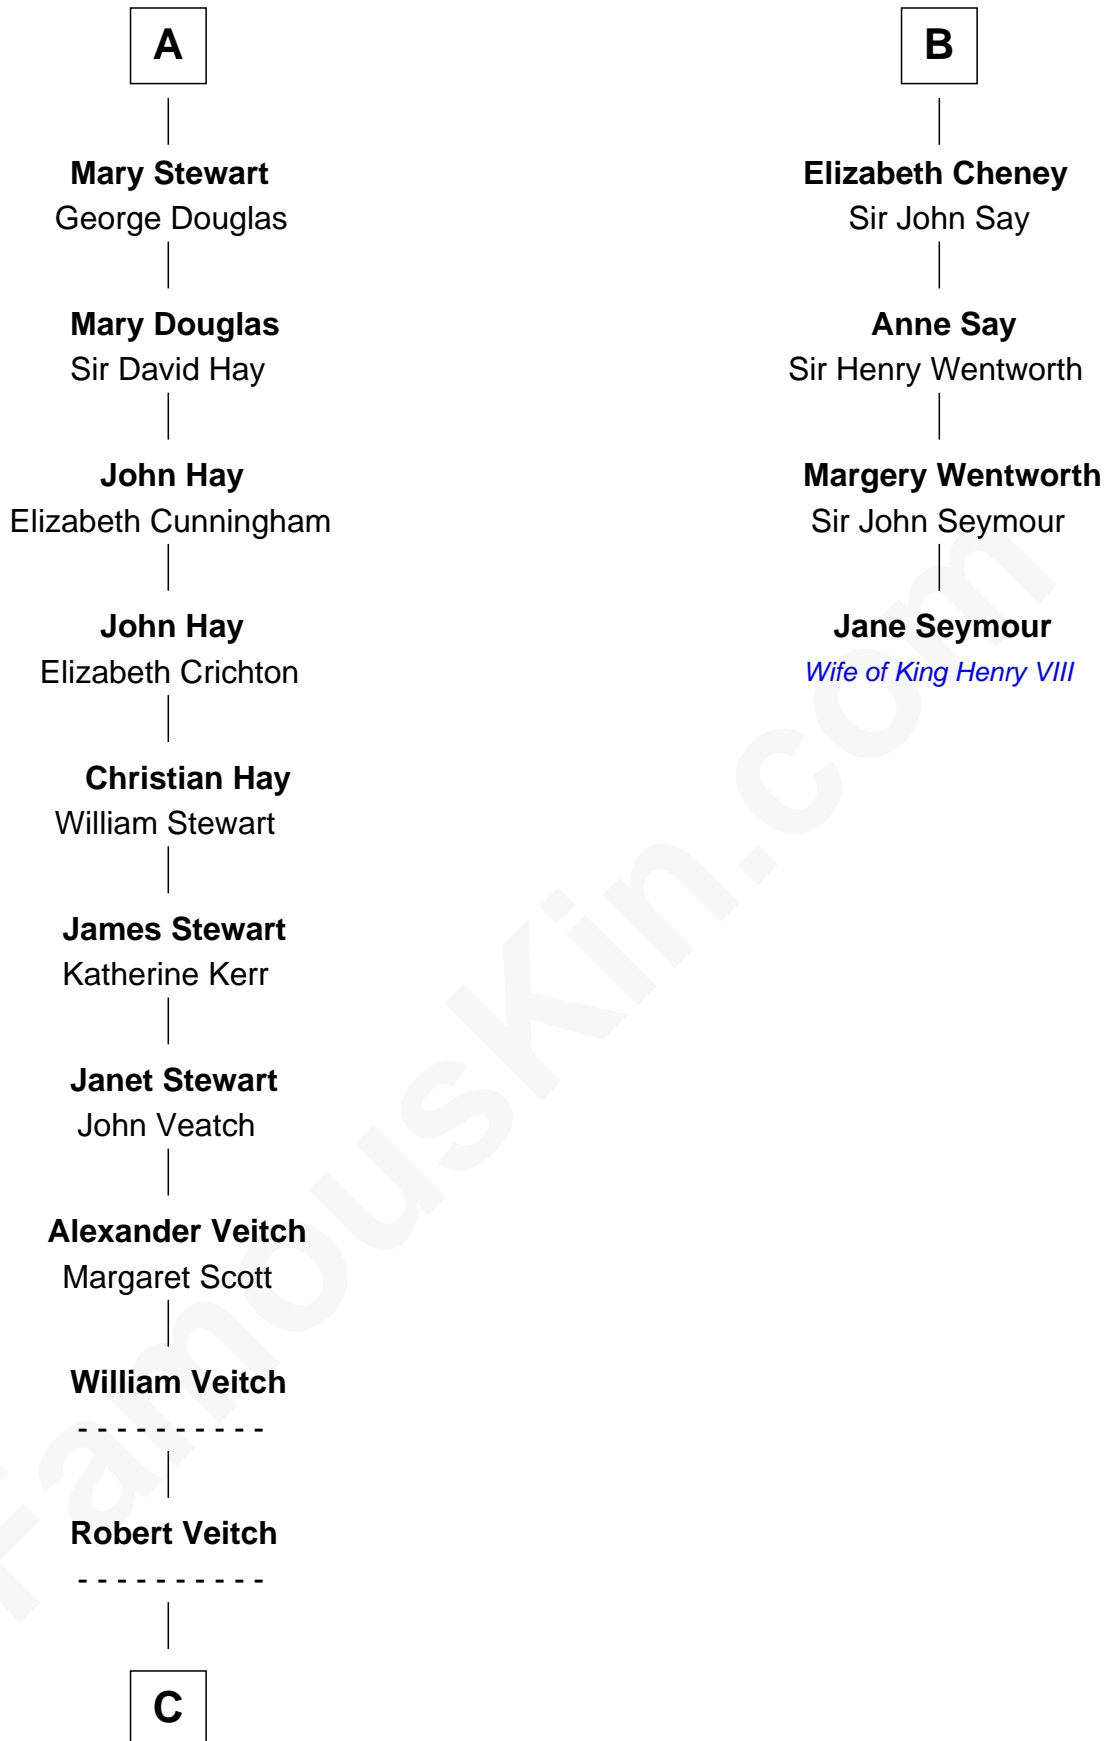 A
Mary Stewart
George Douglas
Mary Douglas
Sir David Hay
John Hay
Elizabeth Cunningham
John Hay
Elizabeth Crichton
Christian Hay
William Stewart
James Stewart
Katherine Kerr
Janet Stewart
John Veatch
Alexander Veitch
Margaret Scott
William Veitch
- - - - - - - - - -
Robert Veitch
- - - - - - - - - -
C
B
Elizabeth Cheney
Sir John Say
Anne Say
Sir Henry Wentworth
Margery Wentworth
Sir John Seymour
Jane Seymour
Wife of King Henry VIII
FamousKin.com